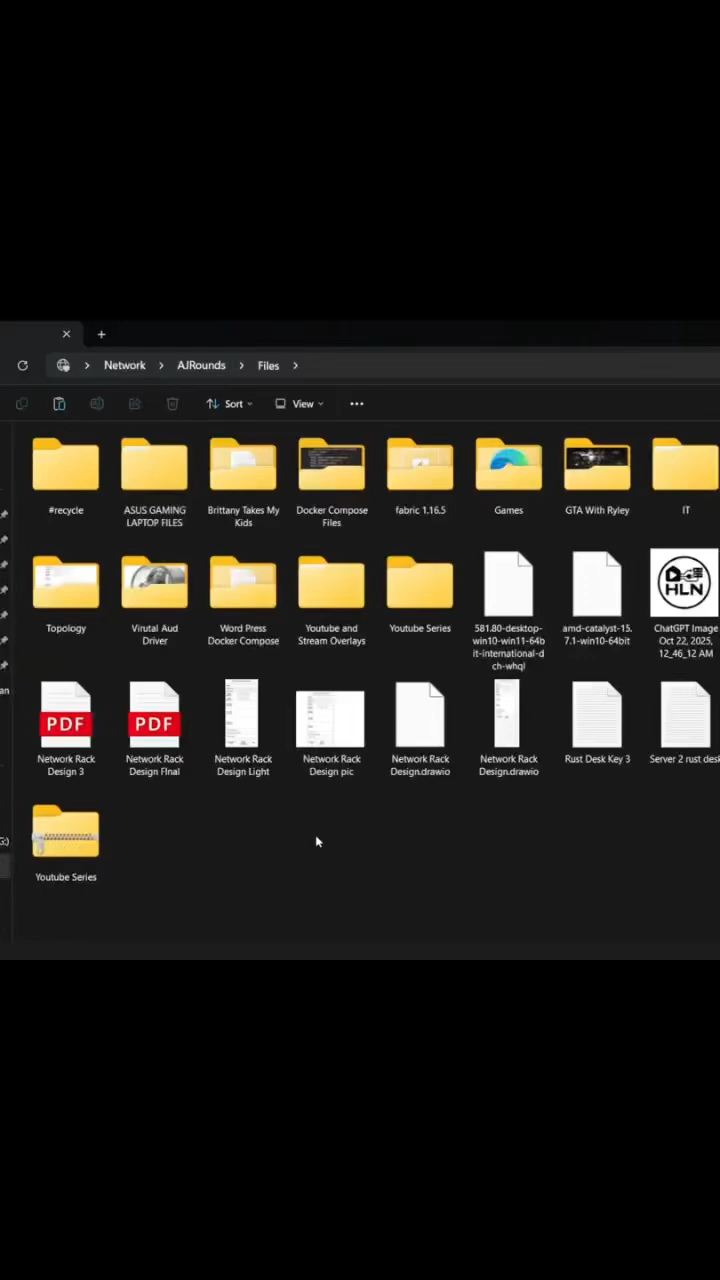 Network > AJRounds > Files >
Sort
View
#recycle
ASUS GAMING
LAPTOP FILES
Brittany Takes My
Kids
Docker Compose
Files
fabric 1.16.5
Games
GTA With Ryley
IT
Topology
Virutal Aud
Driver
Word Press
Docker Compose
Youtube and
Stream Overlays
Youtube Series
581.80-desktop-
win10-win11-64b
it-international-d
ch-whql
amd-catalyst-15.
7.1-win10-64bit
HLN
ChatGPT Image
Oct 22, 2025,
12_46_12 AM
an
PDF
Network Rack
Design 3
PDF
Network Rack
Design FInal
Network Rack
Design Light
Network Rack
Design pic
Network Rack
Design.drawio
Network Rack
Design.drawio
Rust Desk Key 3
Server 2 rust desk
G:)
Youtube Series